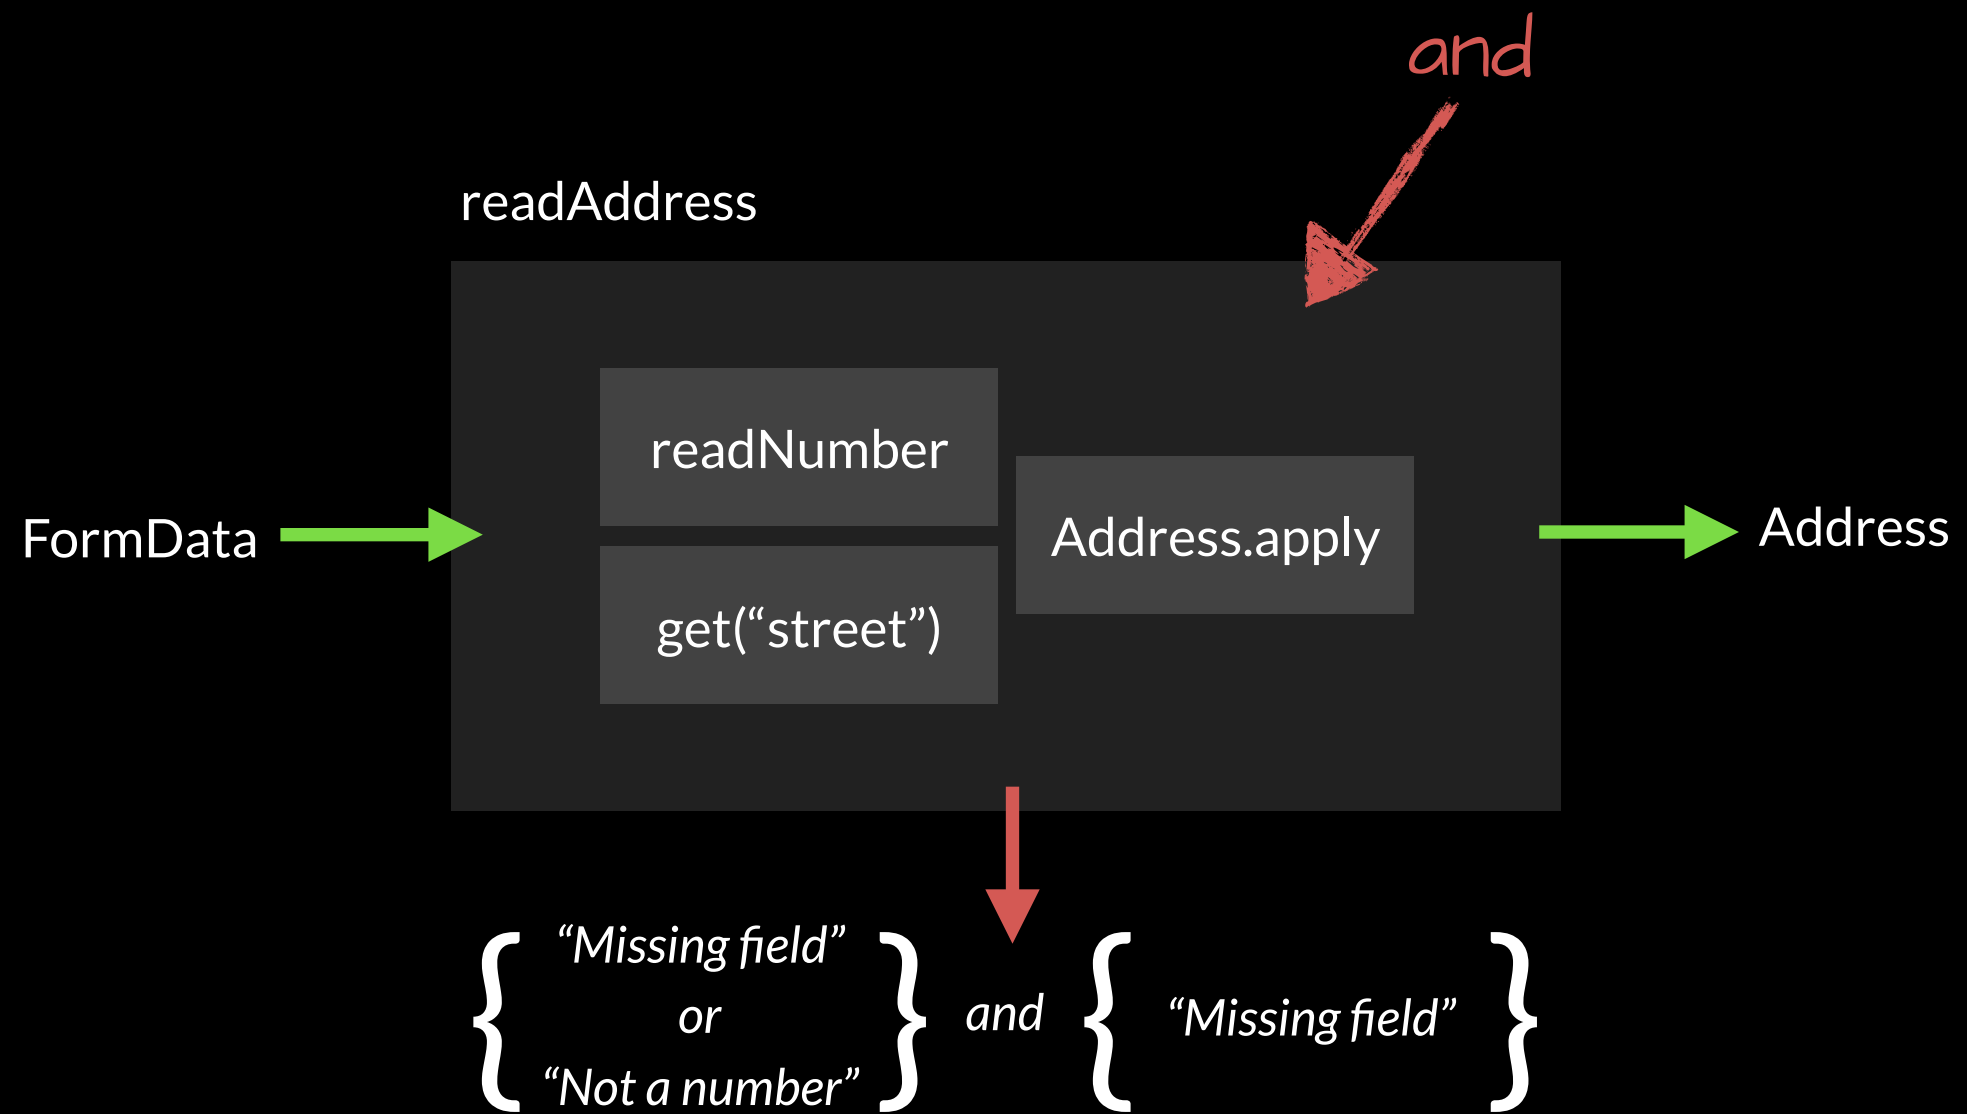 and
readAddress
readNumber
FormData
Address.apply
Address
get(“street”)
“Missing field”
or
“Not a number”
and
“Missing field”